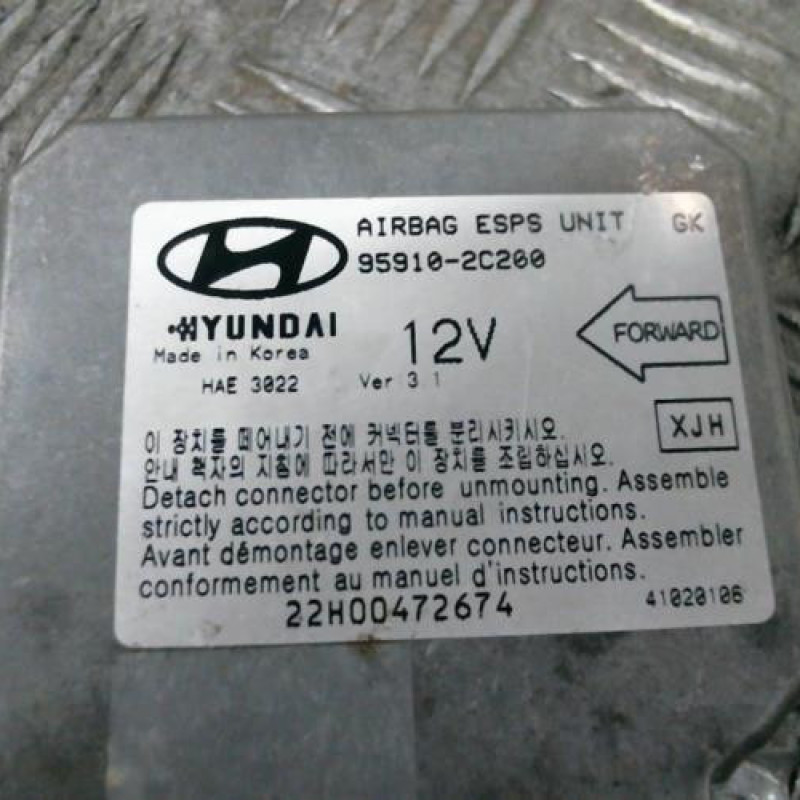 AIRBAG ESPS UNIT GK
95910-2C200
HYUNDAI
12V
FORWARD
Made in Korea
HAE 3022
Ver 3.1
XJH
이 장치를 떼어내기 전에 커넥터를 분리시키시오.
안내 책자의 지침에 따라서만 이 장치를 조립하십시오.
Detach connector before unmounting. Assemble
strictly according to manual instructions.
Avant démontage enlever connecteur. Assembler
conformement au manuel d'instructions.
22H00472674
41020106